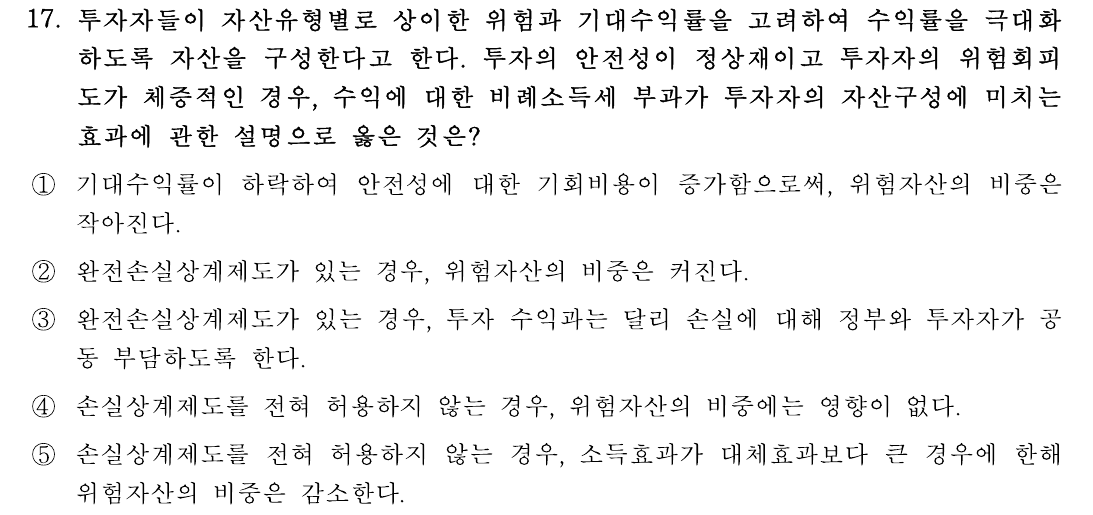 17. 투자자들이 자산유형별로 상이한 위험과 기대수익률을 고려하여 수익률을 극대화
하도록 자산을 구성한다고 한다. 투자의 안전성이 정상재이고 투자자의 위험회피
도가 체증적인 경우, 수익에 대한 비례소득세 부과가 투자자의 자산구성에 미치는
효과에 관한 설명으로 옳은 것은?
① 기대수익률이 하락하여 안전성에 대한 기회비용이 증가함으로써, 위험자산의 비중은
작아진다.
② 완전손실상계제도가 있는 경우, 위험자산의 비중은 커진다.
③ 완전손실상계제도가 있는 경우, 투자 수익과는 달리 손실에 대해 정부와 투자자가 공
동 부담하도록 한다.
④ 손실상계제도를 전혀 허용하지 않는 경우, 위험자산의 비중에는 영향이 없다.
⑤ 손실상계제도를 전혀 허용하지 않는 경우, 소득효과가 대체효과보다 큰 경우에 한해
위험자산의 비중은 감소한다.